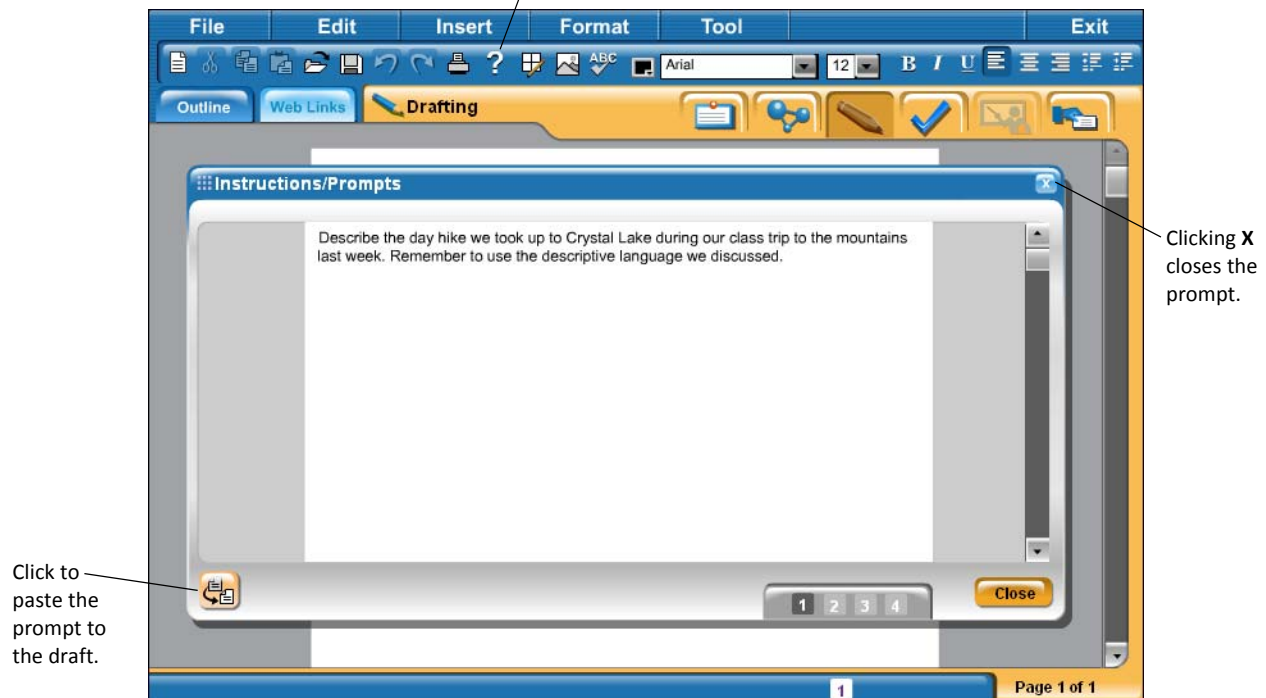 File Edit Insert Format Tool Exit
? ABC Arial 12 B I U
Outline Web Links Drafting
Instructions/Prompts X
Describe the day hike we took up to Crystal Lake during our class trip to the mountains
last week. Remember to use the descriptive language we discussed.
Clicking X
closes the
prompt.
Click to
paste the
prompt to
the draft.
1 2 3 4 Close
1 Page 1 of 1